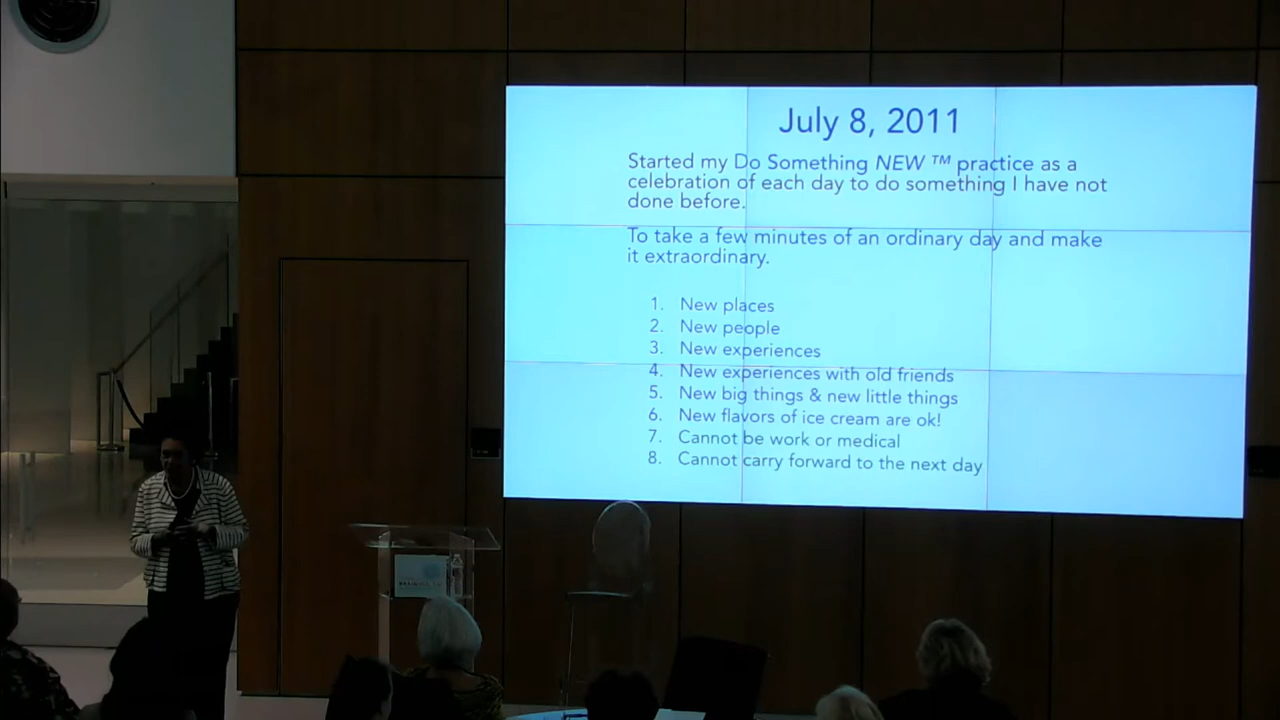 July 8, 2011
Started my Do Something NEW ™ practice as a
celebration of each day to do something I have not
done before.
To take a few minutes of an ordinary day and make
it extraordinary.
1. New places
2. New people
3. New experiences
4. New experiences with old friends
5. New big things & new little things
6. New flavors of ice cream are ok!
7. Cannot be work or medical
8. Cannot carry forward to the next day